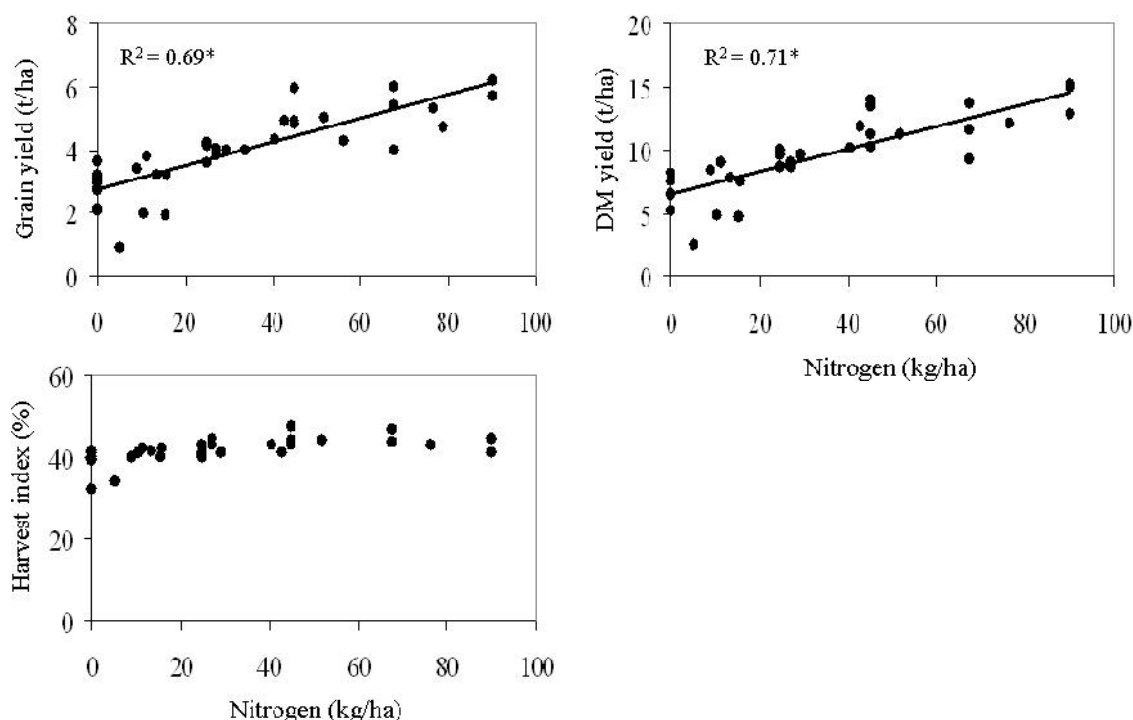 8
6
4
2
0
Grain yield (t/ha)
R² = 0.69*
0 20 40 60 80 100
20
15
10
5
0
DM yield (t/ha)
R² = 0.71*
0 20 40 60 80 100
Nitrogen (kg/ha)
60
40
20
0
Harvest index (%)
0 20 40 60 80 100
Nitrogen (kg/ha)